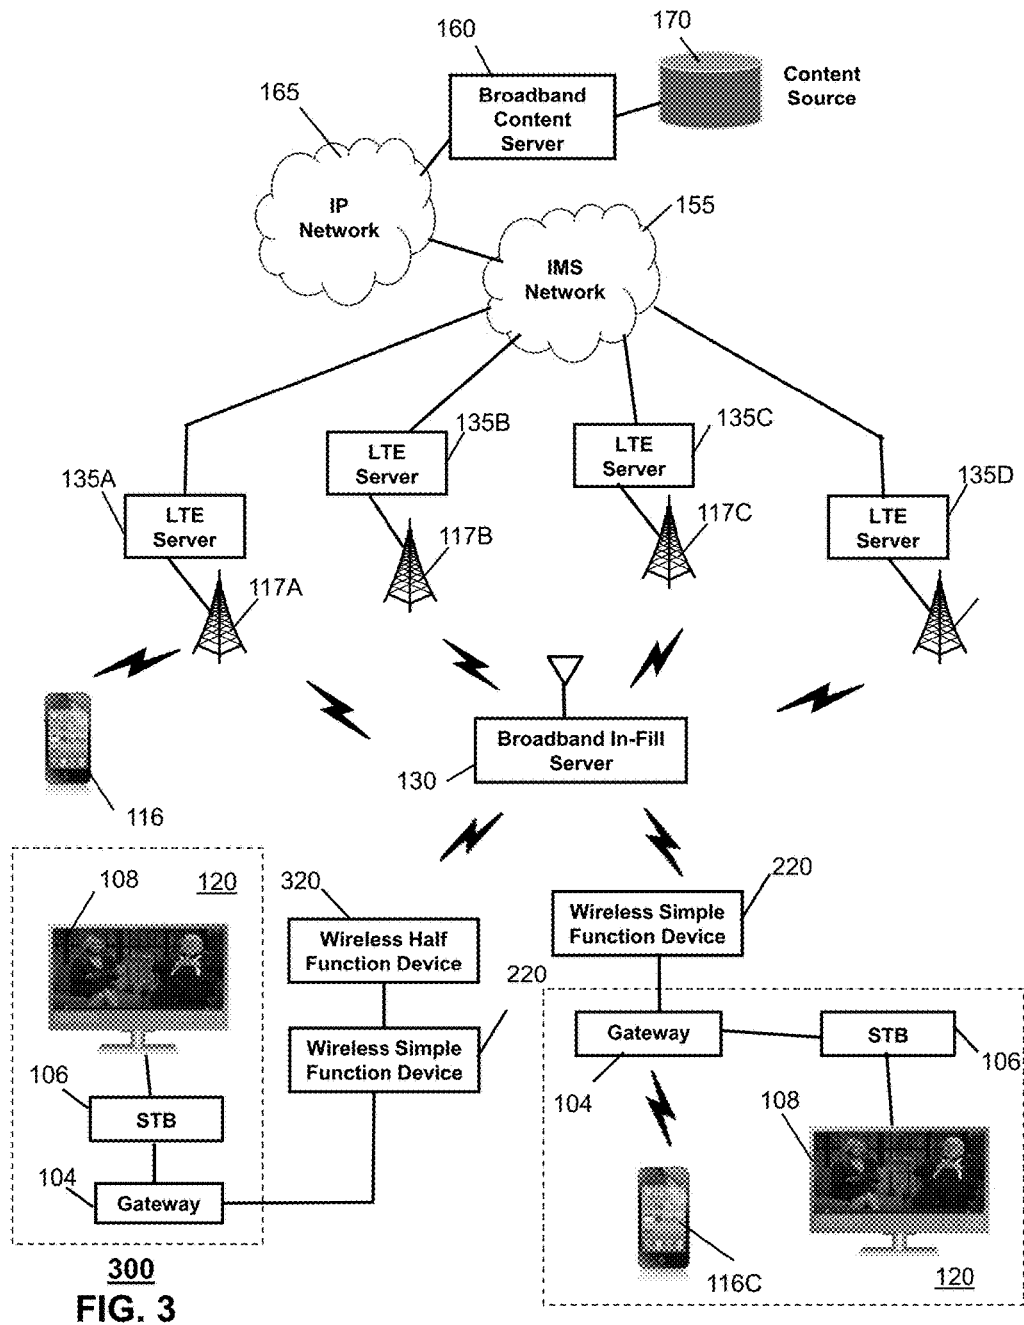 160
170
Broadband
Content
Server
Content
Source
165
IP
Network
155
IMS
Network
135A
LTE
Server
135B
LTE
Server
135C
LTE
Server
135D
LTE
Server
117A
117B
117C
116
Broadband In-Fill
Server
130
108
120
320
Wireless Half
Function Device
220
Wireless Simple
Function Device
220
Wireless Simple
Function Device
106
STB
104
Gateway
Gateway
104
STB
106
108
116C
120
300
FIG. 3